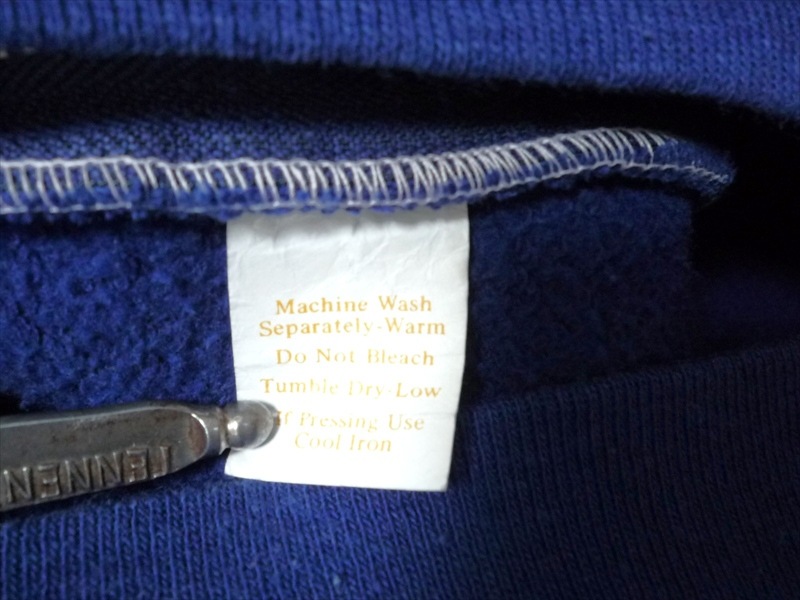 Machine Wash
Separately-Warm
Do Not Bleach
Tumble Dry-Low
If Pressing Use
Cool Iron